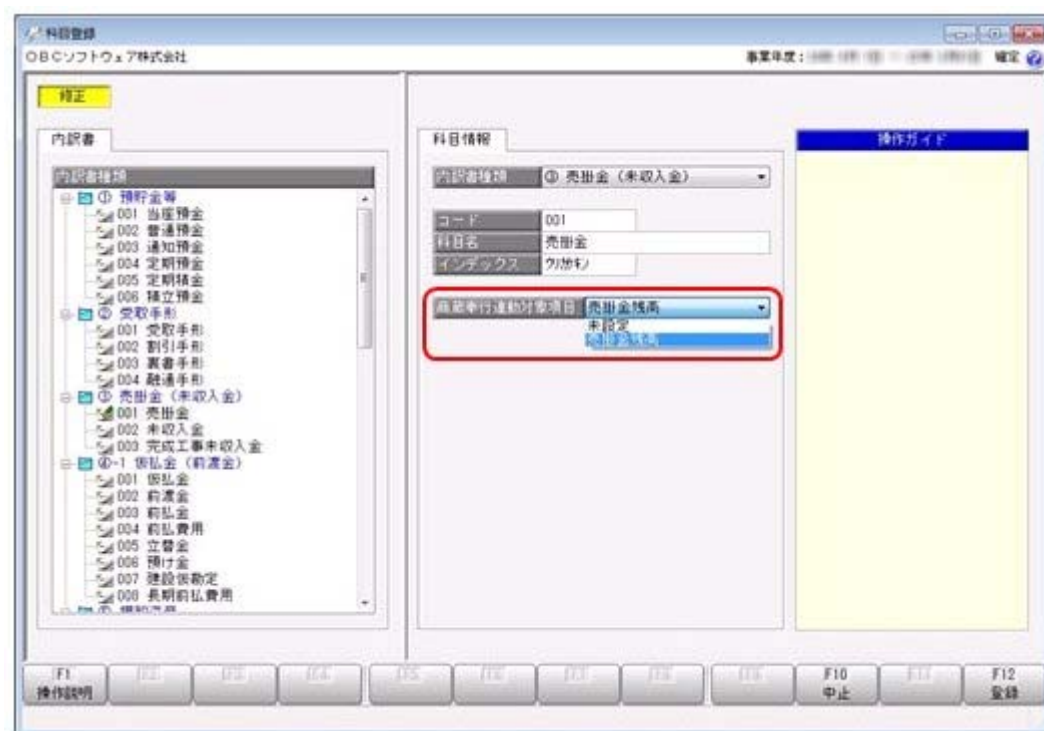 科目登録
OBCソフトウェア株式会社
事業年度:
確定
修正
内訳書
内訳書種類
① 預貯金等
001 当座預金
002 普通預金
003 通知預金
004 定期預金
005 定期積金
006 積立預金
② 受取手形
001 受取手形
002 割引手形
003 裏書手形
004 融通手形
③ 売掛金(未収入金)
001 売掛金
002 未収入金
003 完成工事未収入金
④-1 仮払金(前渡金)
001 仮払金
002 前渡金
003 前払金
004 前払費用
005 立替金
006 預け金
007 建設仮勘定
008 長期前払費用
科目情報
内訳書種類 ③ 売掛金(未収入金)
コード 001
科目名 売掛金
インデックス ウリカケキン
商蔵奉行連動対象項目 売掛金残高
未設定
売掛金残高
操作ガイド
F1
操作説明
F10
中止
F12
登録